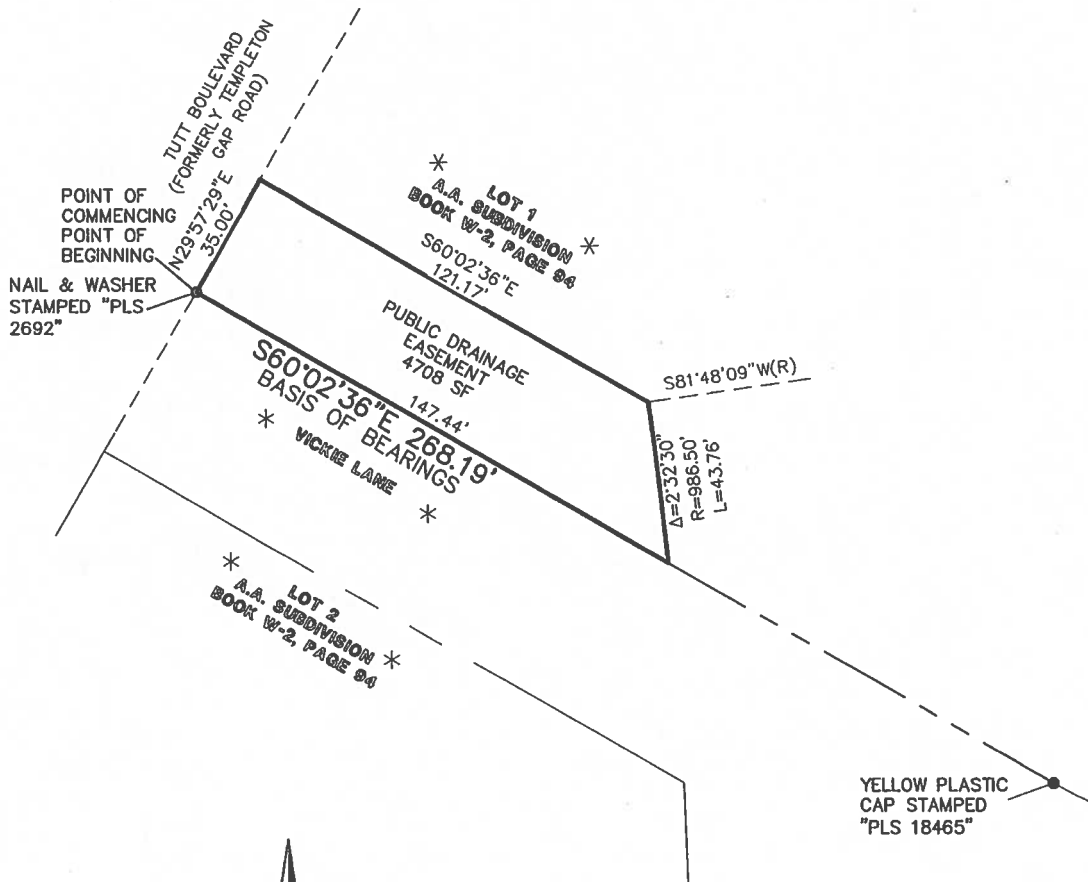 TUTT BOULEVARD
(FORMERLY TEMPLETON
GAP ROAD)
N29°57'29"E
35.00'
POINT OF
COMMENCING
POINT OF
BEGINNING
NAIL & WASHER
STAMPED "PLS
2692"
* LOT 1
A.A. SUBDIVISION
BOOK W-2, PAGE 94 *
S60°02'36"E
121.17'
PUBLIC DRAINAGE
EASEMENT
4708 SF
147.44'
S60°02'36"E 268.19'
BASIS OF BEARINGS
* VICKIE LANE *
S81°48'09"W(R)
Δ=2°32'30"
R=986.50'
L=43.76'
* LOT 2
A.A. SUBDIVISION
BOOK W-2, PAGE 94 *
YELLOW PLASTIC
CAP STAMPED
"PLS 18465"